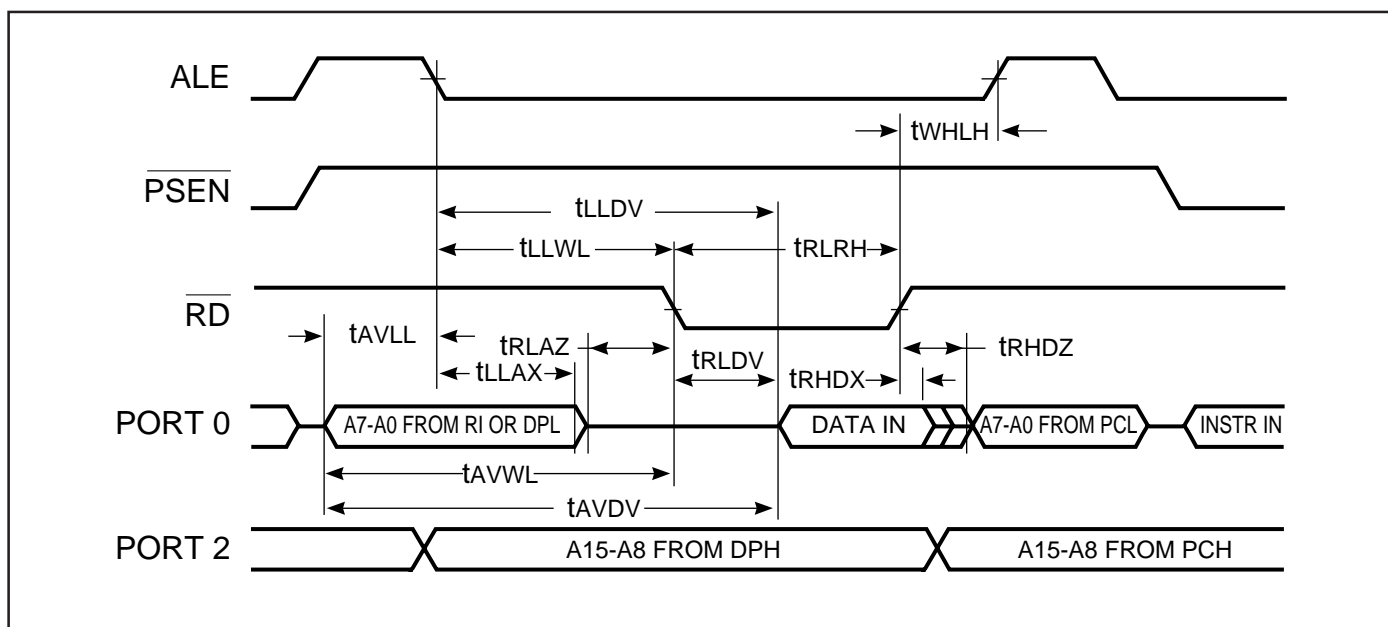 ALE
tWHLH
PSEN
tLLDV
tLLWL
tRLRH
RD
tAVLL
tRLAZ
tRLDV
tRHDZ
tLLAX
tRHDX
PORT 0
A7-A0 FROM RI OR DPL
DATA IN
A7-A0 FROM PCL
INSTR IN
tAVWL
tAVDV
PORT 2
A15-A8 FROM DPH
A15-A8 FROM PCH